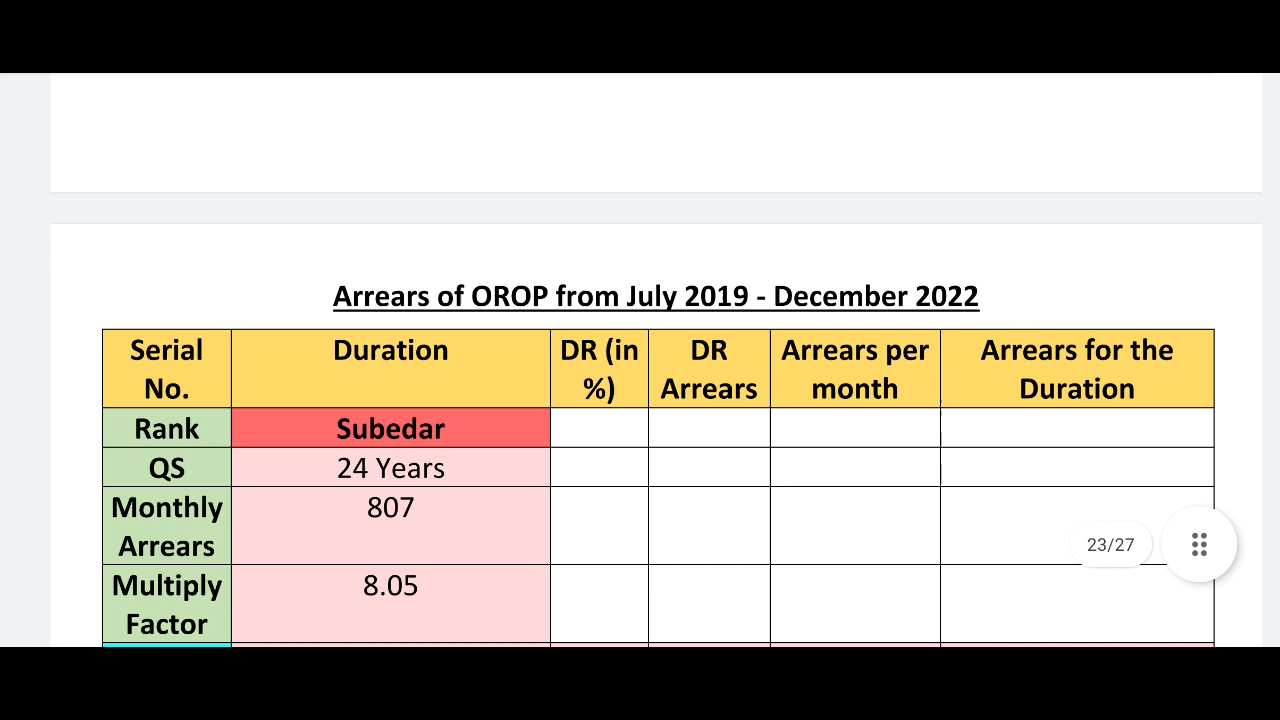 Arrears of OROP from July 2019 - December 2022
Serial No. Duration DR (in %) DR Arrears Arrears per month Arrears for the Duration
Rank Subedar
QS 24 Years
Monthly Arrears 807
23/27
Multiply Factor 8.05